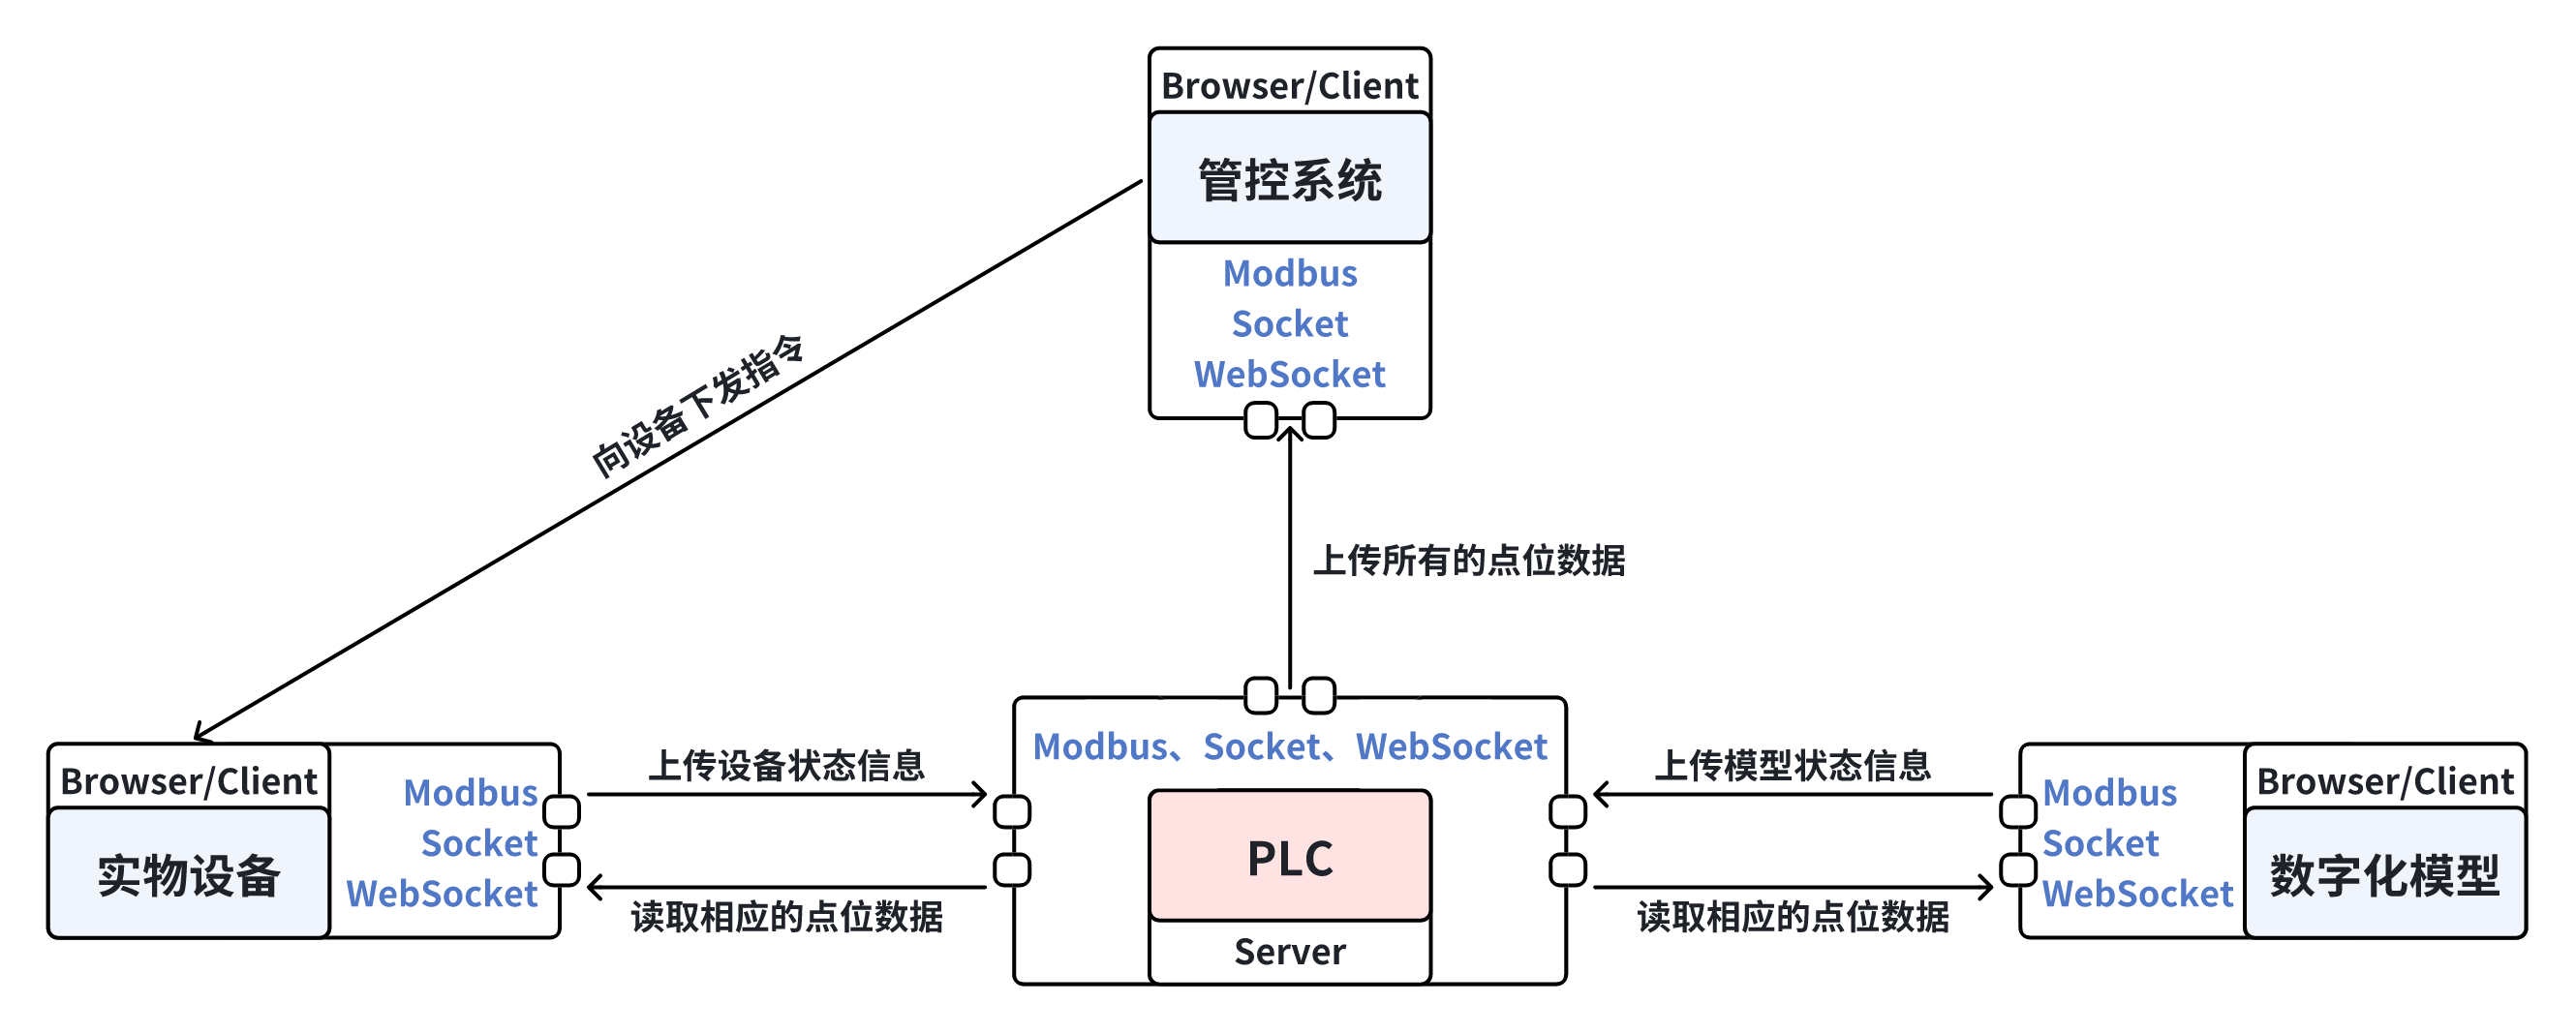 Browser/Client
管控系统
Modbus
Socket
WebSocket
向设备下发指令
上传所有的点位数据
Browser/Client
实物设备
Modbus
Socket
WebSocket
上传设备状态信息
读取相应的点位数据
Modbus、Socket、WebSocket
PLC
Server
上传模型状态信息
读取相应的点位数据
Modbus
Socket
WebSocket
Browser/Client
数字化模型